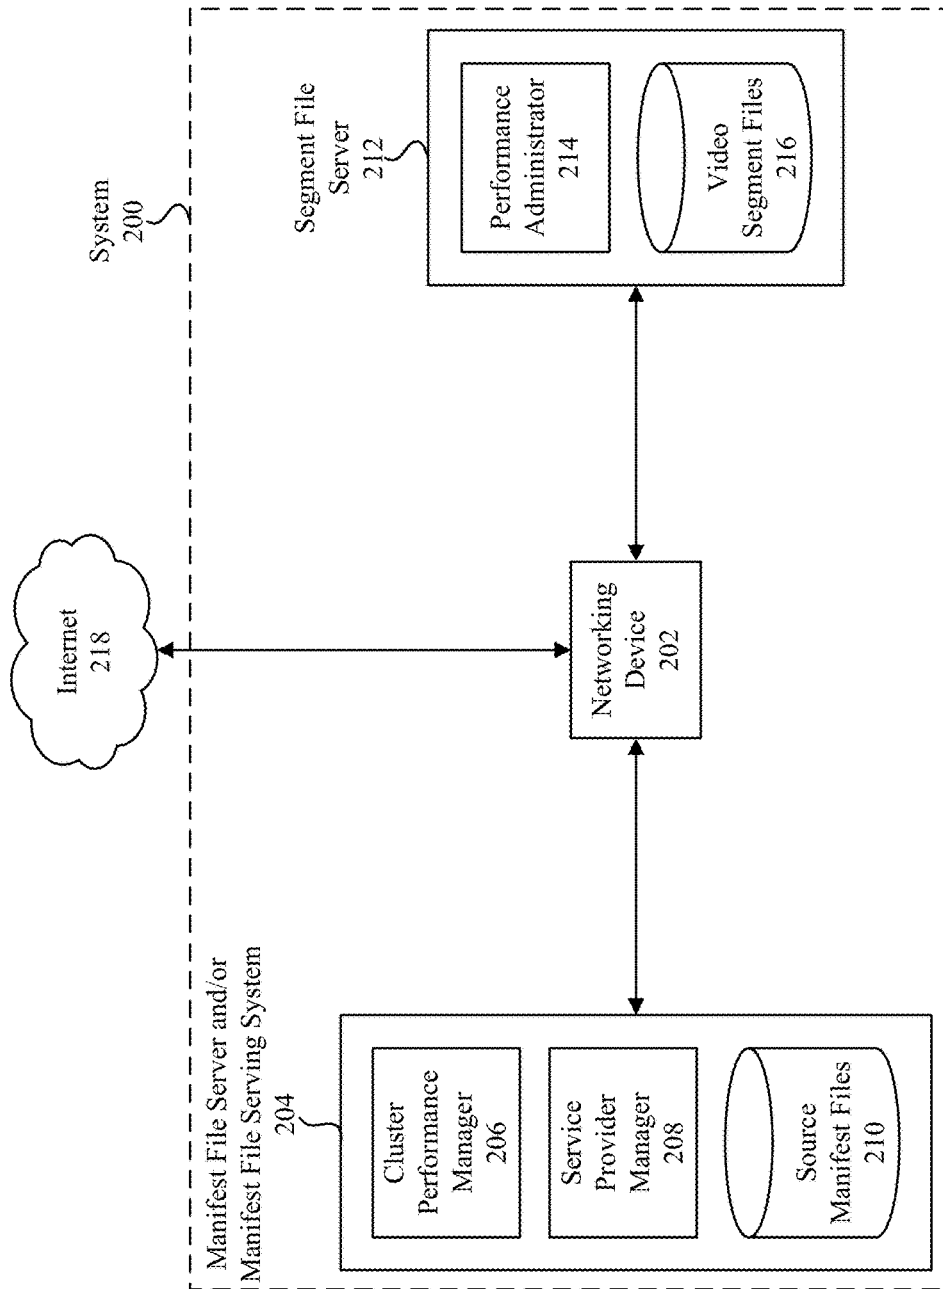 System
200
Internet
218
Manifest File Server and/or
Manifest File Serving System
204
Cluster
Performance
Manager
206
Service
Provider
Manager
208
Source
Manifest Files
210
Networking
Device
202
Segment File
Server
212
Performance
Administrator
214
Video
Segment Files
216